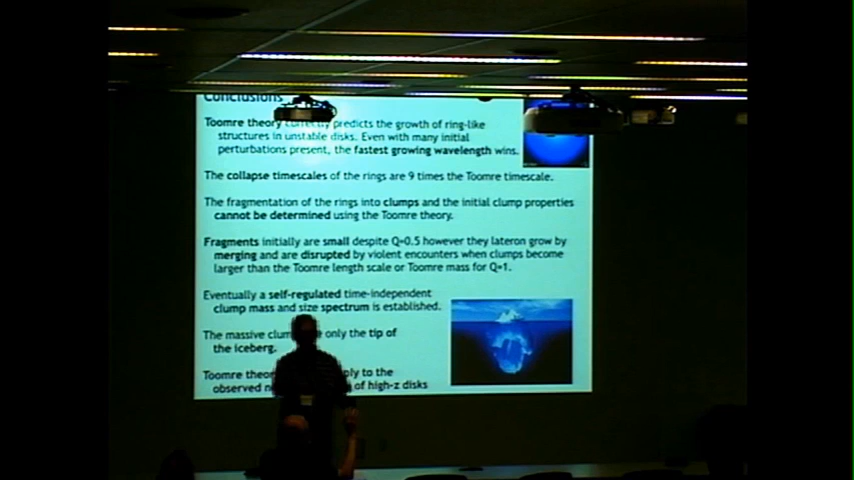 Conclusions
Toomre theory correctly predicts the growth of ring-like
structures in unstable disks. Even with many initial
perturbations present, the fastest growing wavelength wins.
The collapse timescales of the rings are 9 times the Toomre timescale.
The fragmentation of the rings into clumps and the initial clump properties
cannot be determined using the Toomre theory.
Fragments initially are small despite Q=0.5 however they lateron grow by
merging and are disrupted by violent encounters when clumps become
larger than the Toomre length scale or Toomre mass for Q=1.
Eventually a self-regulated time-independent
clump mass and size spectrum is established.
The massive only the tip of
the iceberg.
Toomre to the
observed of high-z disks